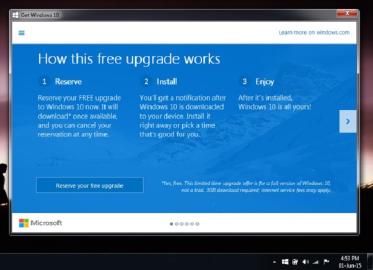 Get Windows 10
Learn more on windows.com
How this free upgrade works
1 Reserve
Reserve your FREE upgrade
to Windows 10 now. It will
download* once available,
and you can cancel your
reservation at any time.
2 Install
You'll get a notification after
Windows 10 is downloaded
to your device. Install it
right away or pick a time
that's good for you.
3 Enjoy
After it's installed,
Windows 10 is all yours!
Reserve your free upgrade
*Yes, free. This limited time upgrade offer is for a full version of Windows 10,
not a trial. 3GB download required; internet service fees may apply.
Microsoft
4:53 PM
01-Jun-15